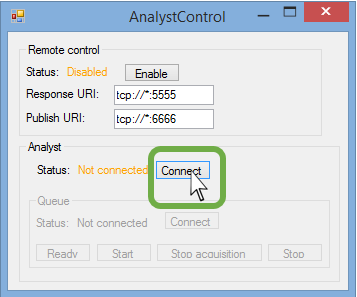 AnalystControl
Remote control
Status: Disabled Enable
Response URI: tcp://*:5555
Publish URI: tcp://*:6666
Analyst
Status: Not connected Connect
Queue
Status: Not connected Connect
Ready Start Stop acquisition Stop